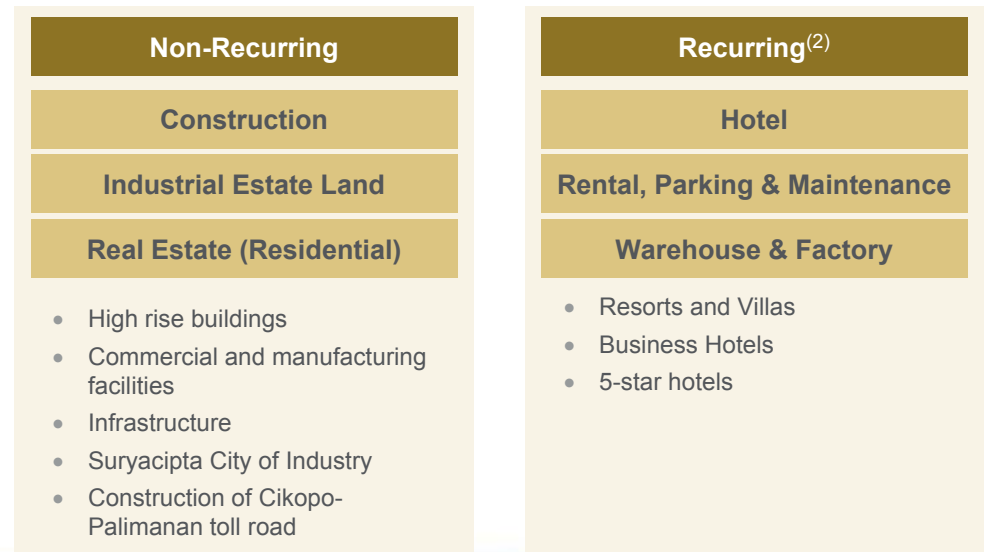 Non-Recurring
Construction
Industrial Estate Land
Real Estate (Residential)
• High rise buildings
• Commercial and manufacturing
facilities
• Infrastructure
• Suryacipta City of Industry
• Construction of Cikopo-
Palimanan toll road
Recurring(2)
Hotel
Rental, Parking & Maintenance
Warehouse & Factory
• Resorts and Villas
• Business Hotels
• 5-star hotels